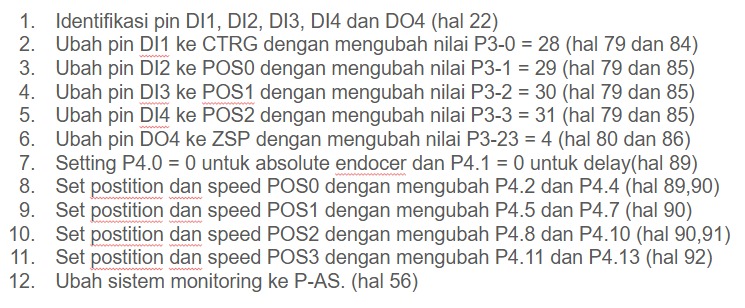 1. Identifikasi pin DI1, DI2, DI3, DI4 dan DO4 (hal 22)
2. Ubah pin DI1 ke CTRG dengan mengubah nilai P3-0 = 28 (hal 79 dan 84)
3. Ubah pin DI2 ke POS0 dengan mengubah nilai P3-1 = 29 (hal 79 dan 85)
4. Ubah pin DI3 ke POS1 dengan mengubah nilai P3-2 = 30 (hal 79 dan 85)
5. Ubah pin DI4 ke POS2 dengan mengubah nilai P3-3 = 31 (hal 79 dan 85)
6. Ubah pin DO4 ke ZSP dengan mengubah nilai P3-23 = 4 (hal 80 dan 86)
7. Setting P4.0 = 0 untuk absolute endocer dan P4.1 = 0 untuk delay(hal 89)
8. Set postition dan speed POS0 dengan mengubah P4.2 dan P4.4 (hal 89,90)
9. Set postition dan speed POS1 dengan mengubah P4.5 dan P4.7 (hal 90)
10. Set postition dan speed POS2 dengan mengubah P4.8 dan P4.10 (hal 90,91)
11. Set postition dan speed POS3 dengan mengubah P4.11 dan P4.13 (hal 92)
12. Ubah sistem monitoring ke P-AS. (hal 56)